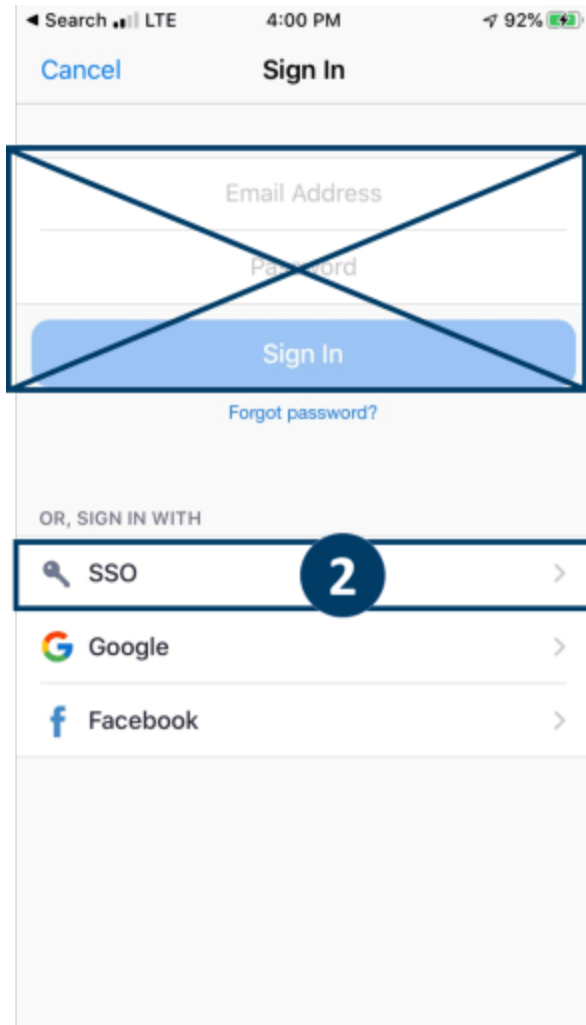 Search LTE 4:00 PM 92%
Cancel Sign In
Email Address
Password
Sign In
Forgot password?
OR, SIGN IN WITH
SSO 2
Google
Facebook